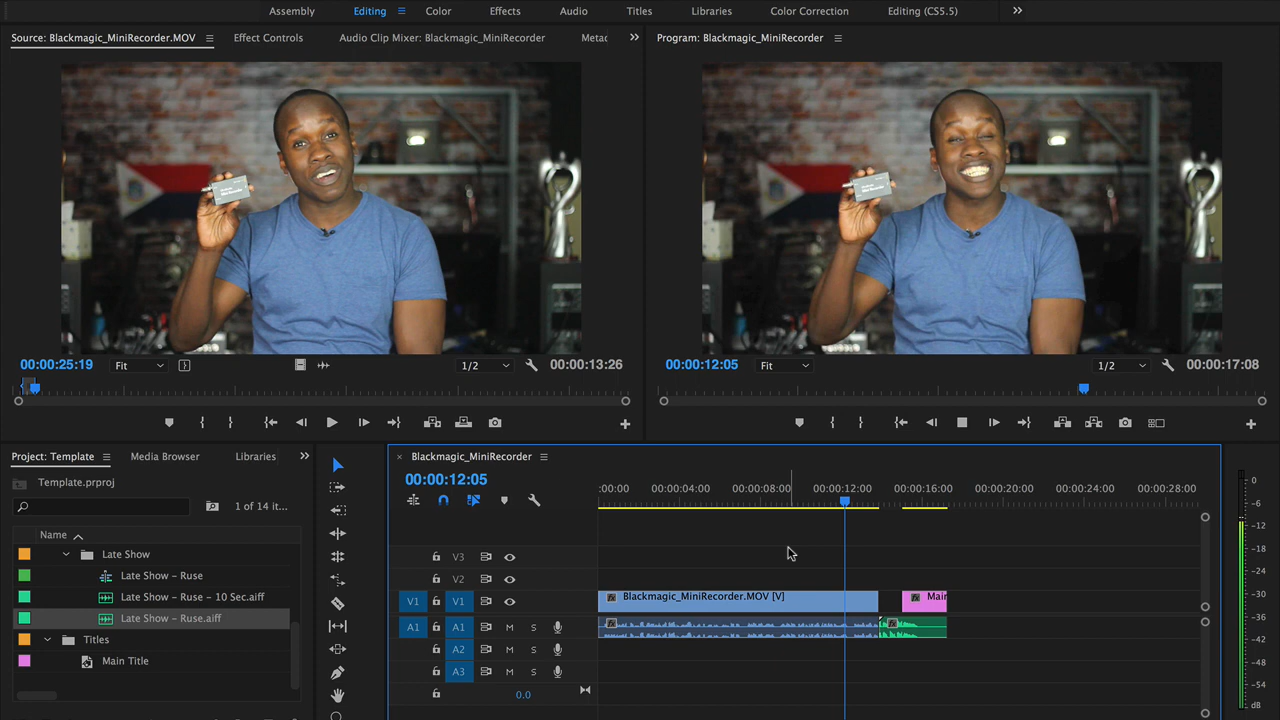 Assembly Editing Color Effects Audio Titles Libraries Color Correction Editing (CS5.5)
Source: Blackmagic_MiniRecorder.MOV Effect Controls Audio Clip Mixer: Blackmagic_MiniRecorder Metac
Program: Blackmagic_MiniRecorder
00:00:25:19 Fit 1/2 00:00:13:26
00:00:12:05 Fit 1/2 00:00:17:08
Project: Template Media Browser Libraries
Template.prproj
1 of 14 it...
Name
Late Show
Late Show – Ruse
Late Show – Ruse – 10 Sec.aiff
Late Show – Ruse.aiff
Titles
Main Title
× Blackmagic_MiniRecorder
00:00:12:05
:00:00 00:00:04:00 00:00:08:00 00:00:12:00 00:00:16:00 00:00:20:00 00:00:24:00 00:00:28:00
V3
V2
V1 V1 Blackmagic_MiniRecorder.MOV [V] Main
A1 A1 M S
A2 M S
A3 M S
0.0
0
-6
-12
-18
-24
-30
-36
-42
-48
-54
dB